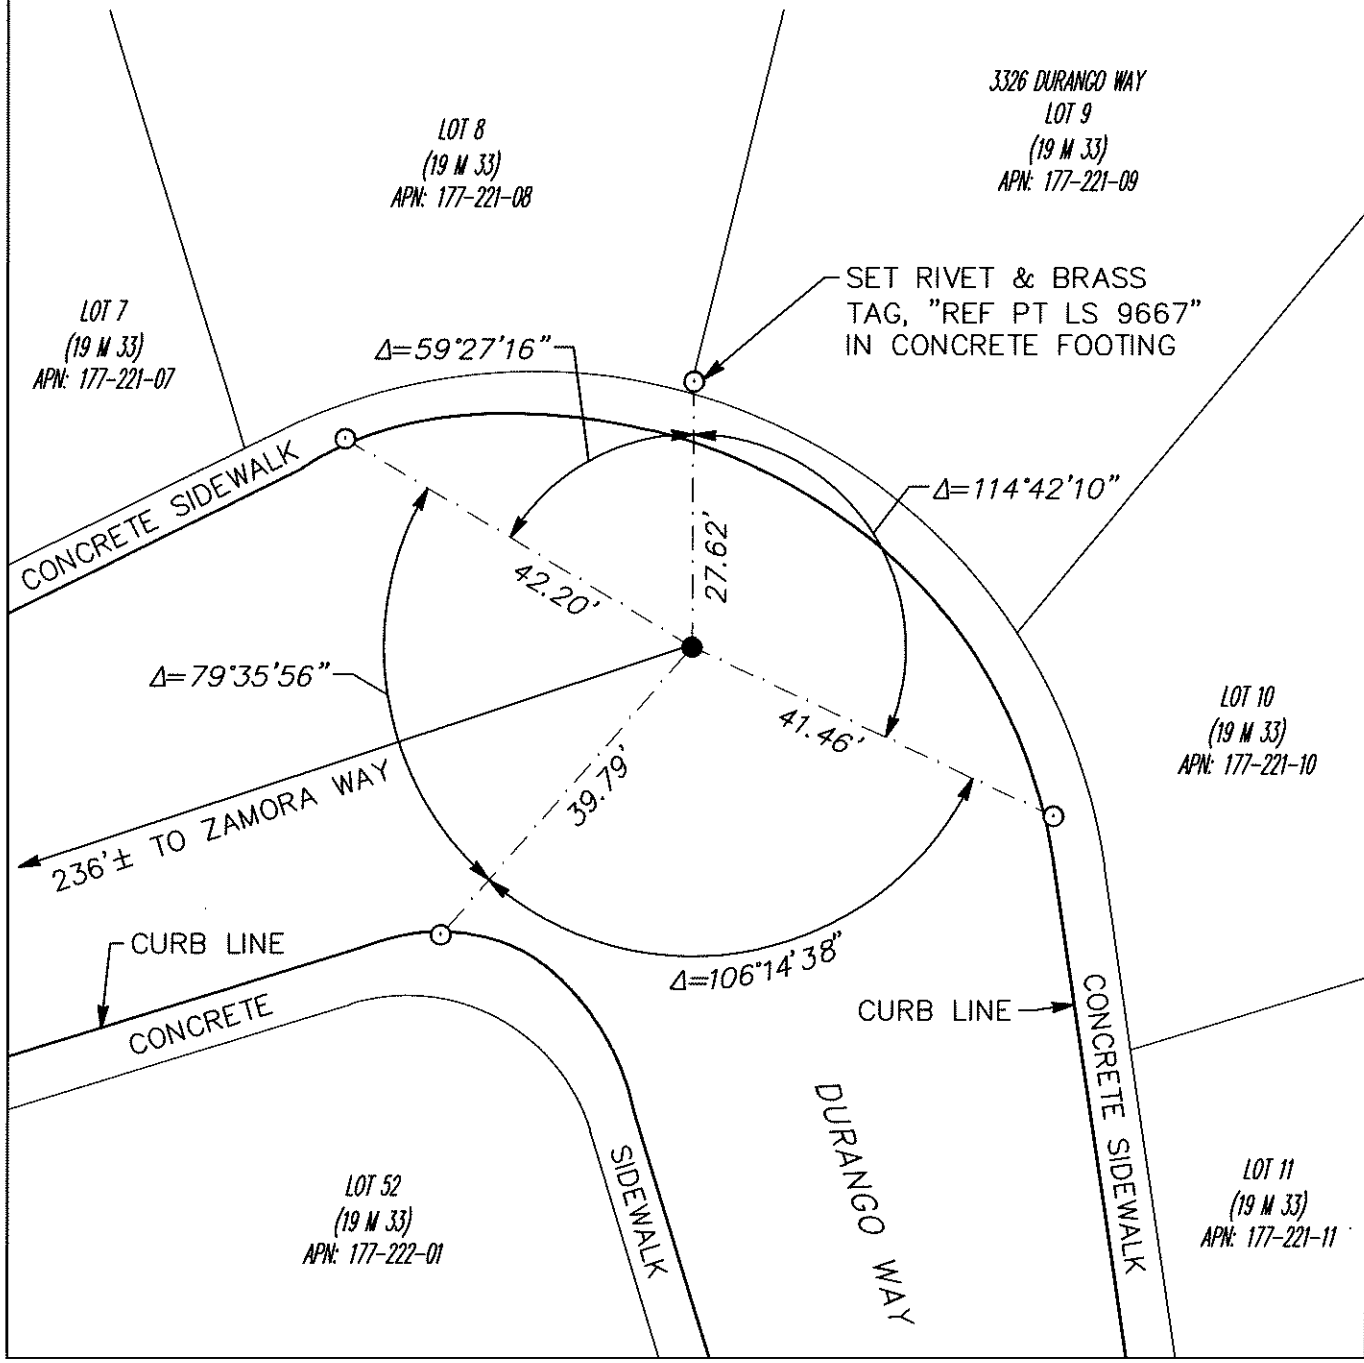 3326 DURANGO WAY
LOT 9
(19 M 33)
APN: 177-221-09
LOT 8
(19 M 33)
APN: 177-221-08
SET RIVET & BRASS
TAG, "REF PT LS 9667"
IN CONCRETE FOOTING
LOT 7
(19 M 33)
APN: 177-221-07
Δ=59°27'16"
CONCRETE SIDEWALK
Δ=114°42'10"
27.62'
42.20'
Δ=79°35'56"
41.46'
LOT 10
(19 M 33)
APN: 177-221-10
39.79'
236'± TO ZAMORA WAY
CURB LINE
Δ=106°14'38"
CURB LINE
CONCRETE
SIDEWALK
CONCRETE SIDEWALK
DURANGO WAY
LOT 52
(19 M 33)
APN: 177-222-01
LOT 11
(19 M 33)
APN: 177-221-11